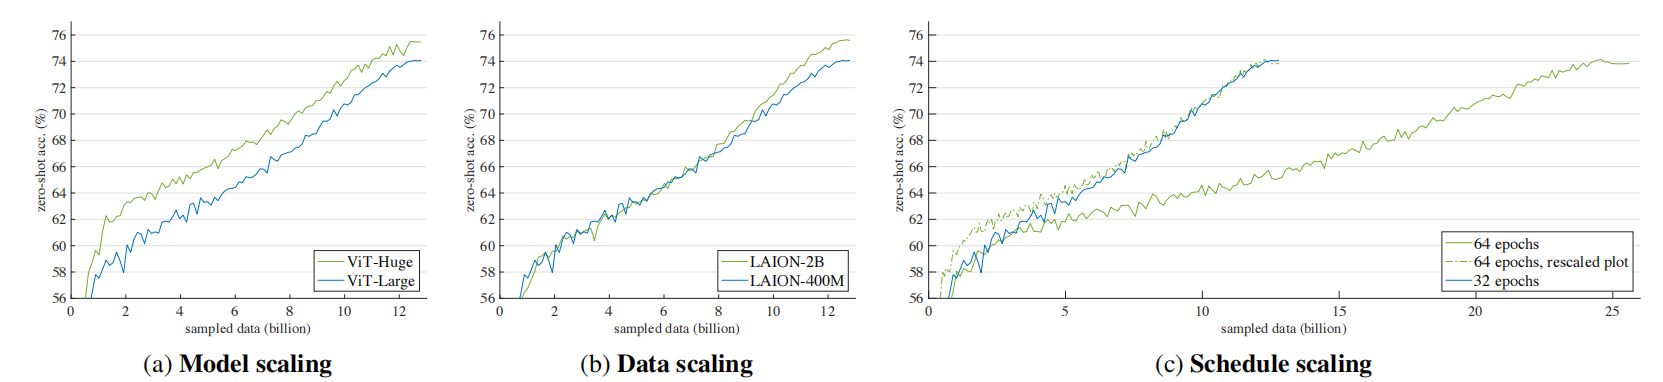 76
74
72
70
68
66
64
62
60
58
56
zero-shot acc. (%)
0 2 4 6 8 10 12
sampled data (billion)
ViT-Huge
ViT-Large
(a) Model scaling
76
74
72
70
68
66
64
62
60
58
56
zero-shot acc. (%)
0 2 4 6 8 10 12
sampled data (billion)
LAION-2B
LAION-400M
(b) Data scaling
76
74
72
70
68
66
64
62
60
58
56
zero-shot acc. (%)
0 5 10 15 20 25
sampled data (billion)
64 epochs
64 epochs, rescaled plot
32 epochs
(c) Schedule scaling